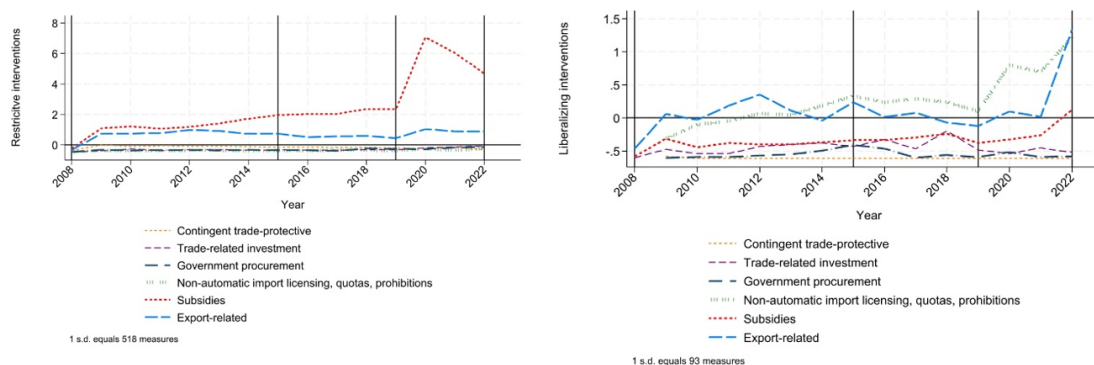 Restricitve interventions
8
6
4
2
0
2008
2010
2012
2014
2016
2018
2020
2022
Year
Contingent trade-protective
Trade-related investment
Government procurement
Non-automatic import licensing, quotas, prohibitions
Subsidies
Export-related
1 s.d. equals 518 measures
Liberalizing interventions
1.5
1
.5
0
-.5
2008
2010
2012
2014
2016
2018
2020
2022
Year
Contingent trade-protective
Trade-related investment
Government procurement
Non-automatic import licensing, quotas, prohibitions
Subsidies
Export-related
1 s.d. equals 93 measures